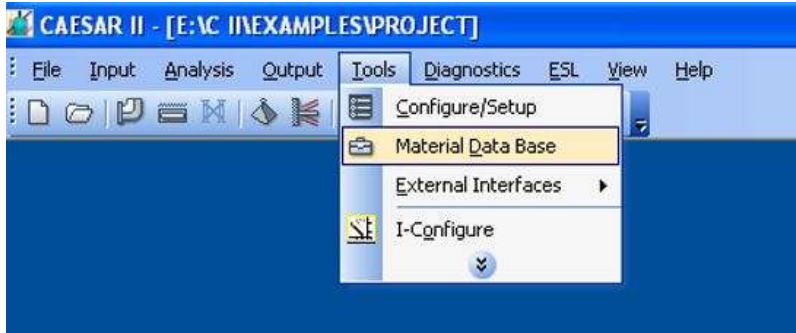 CAESAR II - [E:\C II\EXAMPLES\PROJECT]
File Input Analysis Output Tools Diagnostics ESL View Help
Configure/Setup
Material Data Base
External Interfaces
I-Configure